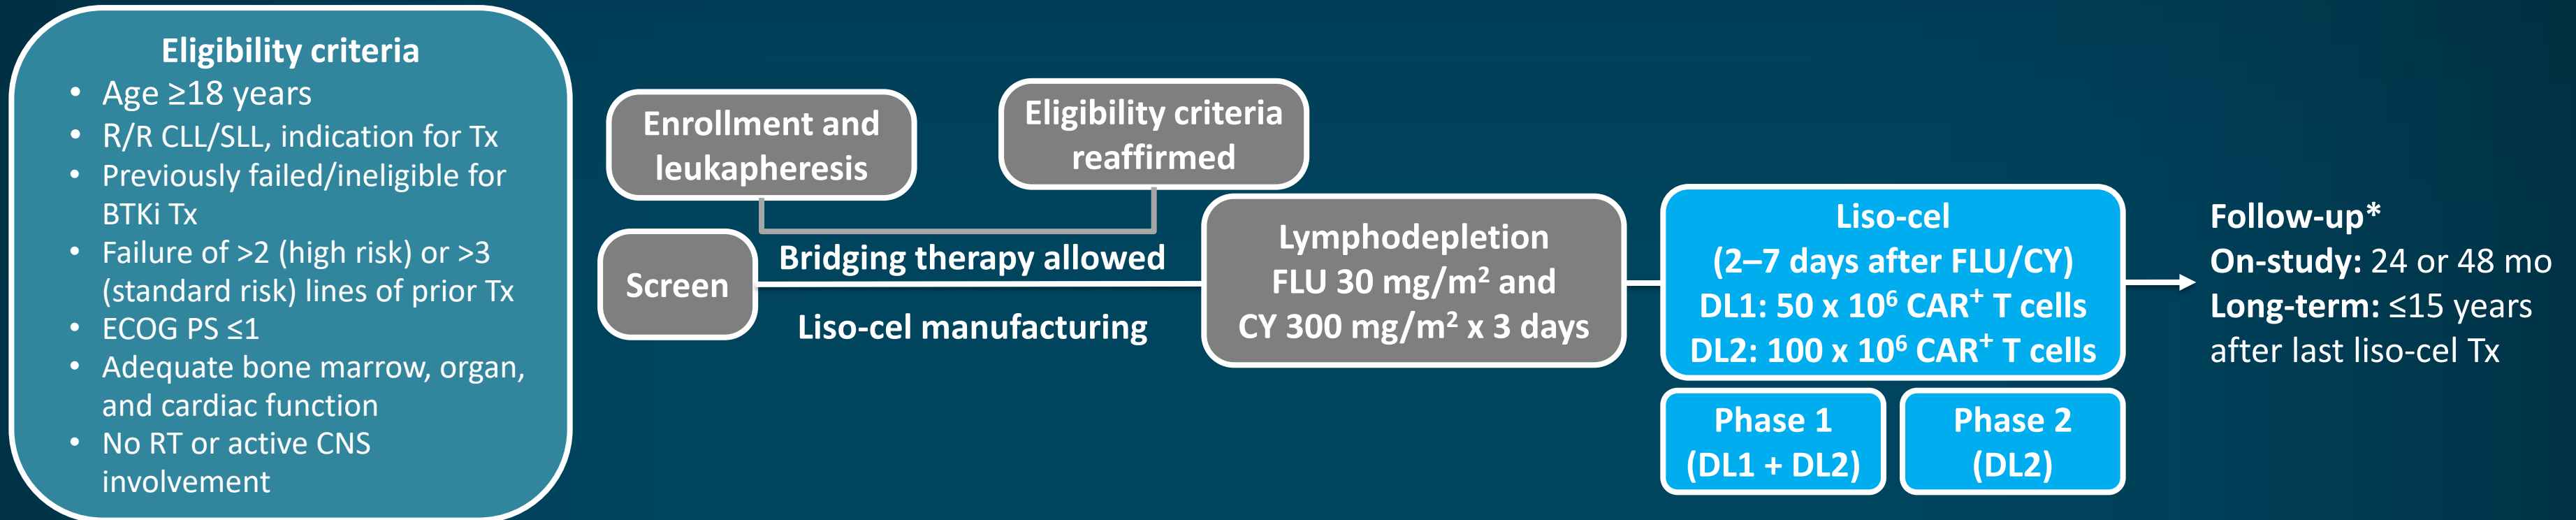 Eligibility criteria
• Age ≥18 years
• R/R CLL/SLL, indication for Tx
• Previously failed/ineligible for
BTKi Tx
• Failure of >2 (high risk) or >3
(standard risk) lines of prior Tx
• ECOG PS ≤1
• Adequate bone marrow, organ,
and cardiac function
• No RT or active CNS
involvement
Enrollment and
leukapheresis
Eligibility criteria
reaffirmed
Screen
Bridging therapy allowed
Liso-cel manufacturing
Lymphodepletion
FLU 30 mg/m² and
CY 300 mg/m² x 3 days
Liso-cel
(2–7 days after FLU/CY)
DL1: 50 x 10⁶ CAR⁺ T cells
DL2: 100 x 10⁶ CAR⁺ T cells
Phase 1
(DL1 + DL2)
Phase 2
(DL2)
Follow-up*
On-study: 24 or 48 mo
Long-term: ≤15 years
after last liso-cel Tx